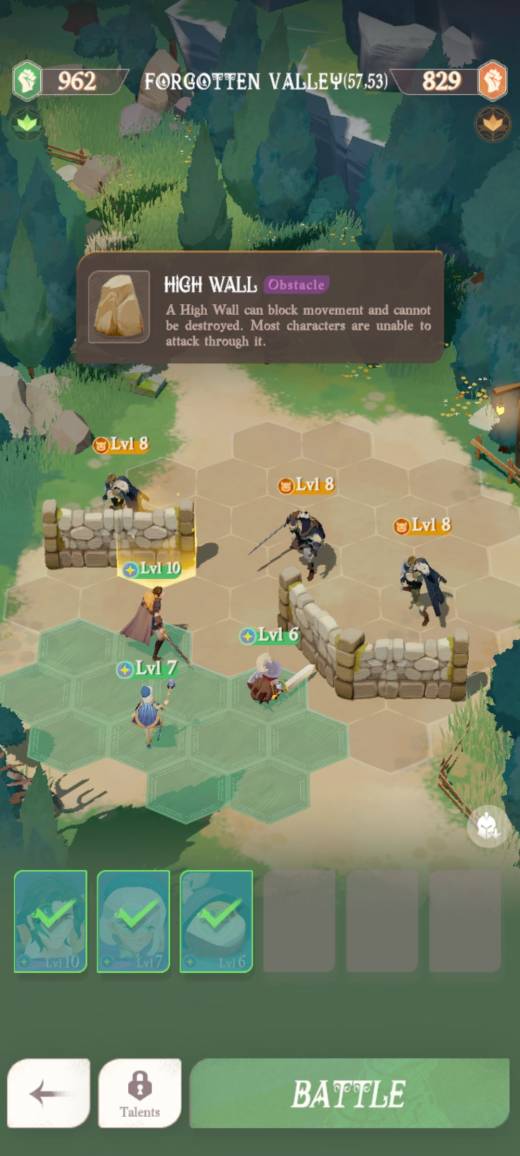 962
FORGOTTEN VALLEY(57,53)
829
HIGH WALL Obstacle
A High Wall can block movement and cannot
be destroyed. Most characters are unable to
attack through it.
Lvl 8
Lvl 8
Lvl 8
Lvl 10
Lvl 6
Lvl 7
Lvl 10
Lvl 7
Lvl 6
Talents
BATTLE